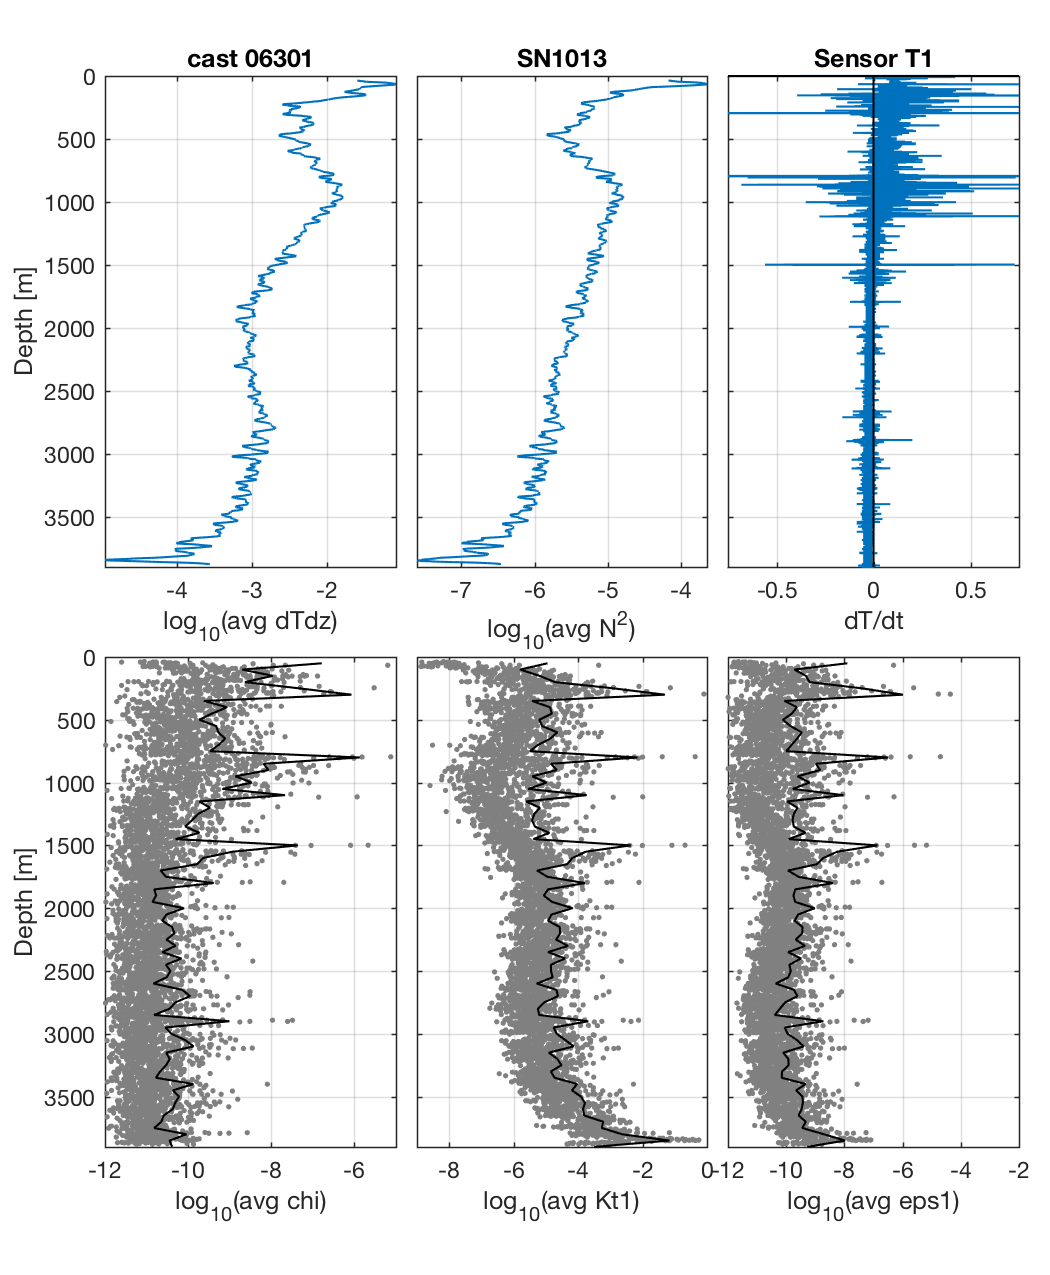 cast 06301 SN1013 Sensor T1
0
500
1000
1500
2000
2500
3000
3500
Depth [m]
-4 -3 -2 -7 -6 -5 -4 -0.5 0 0.5
log10(avg dTdz) log10(avg N2) dT/dt
0
500
1000
1500
2000
2500
3000
3500
Depth [m]
-12 -10 -8 -6 -8 -6 -4 -2 0 -12 -10 -8 -6 -4 -2
log10(avg chi) log10(avg Kt1) log10(avg eps1)